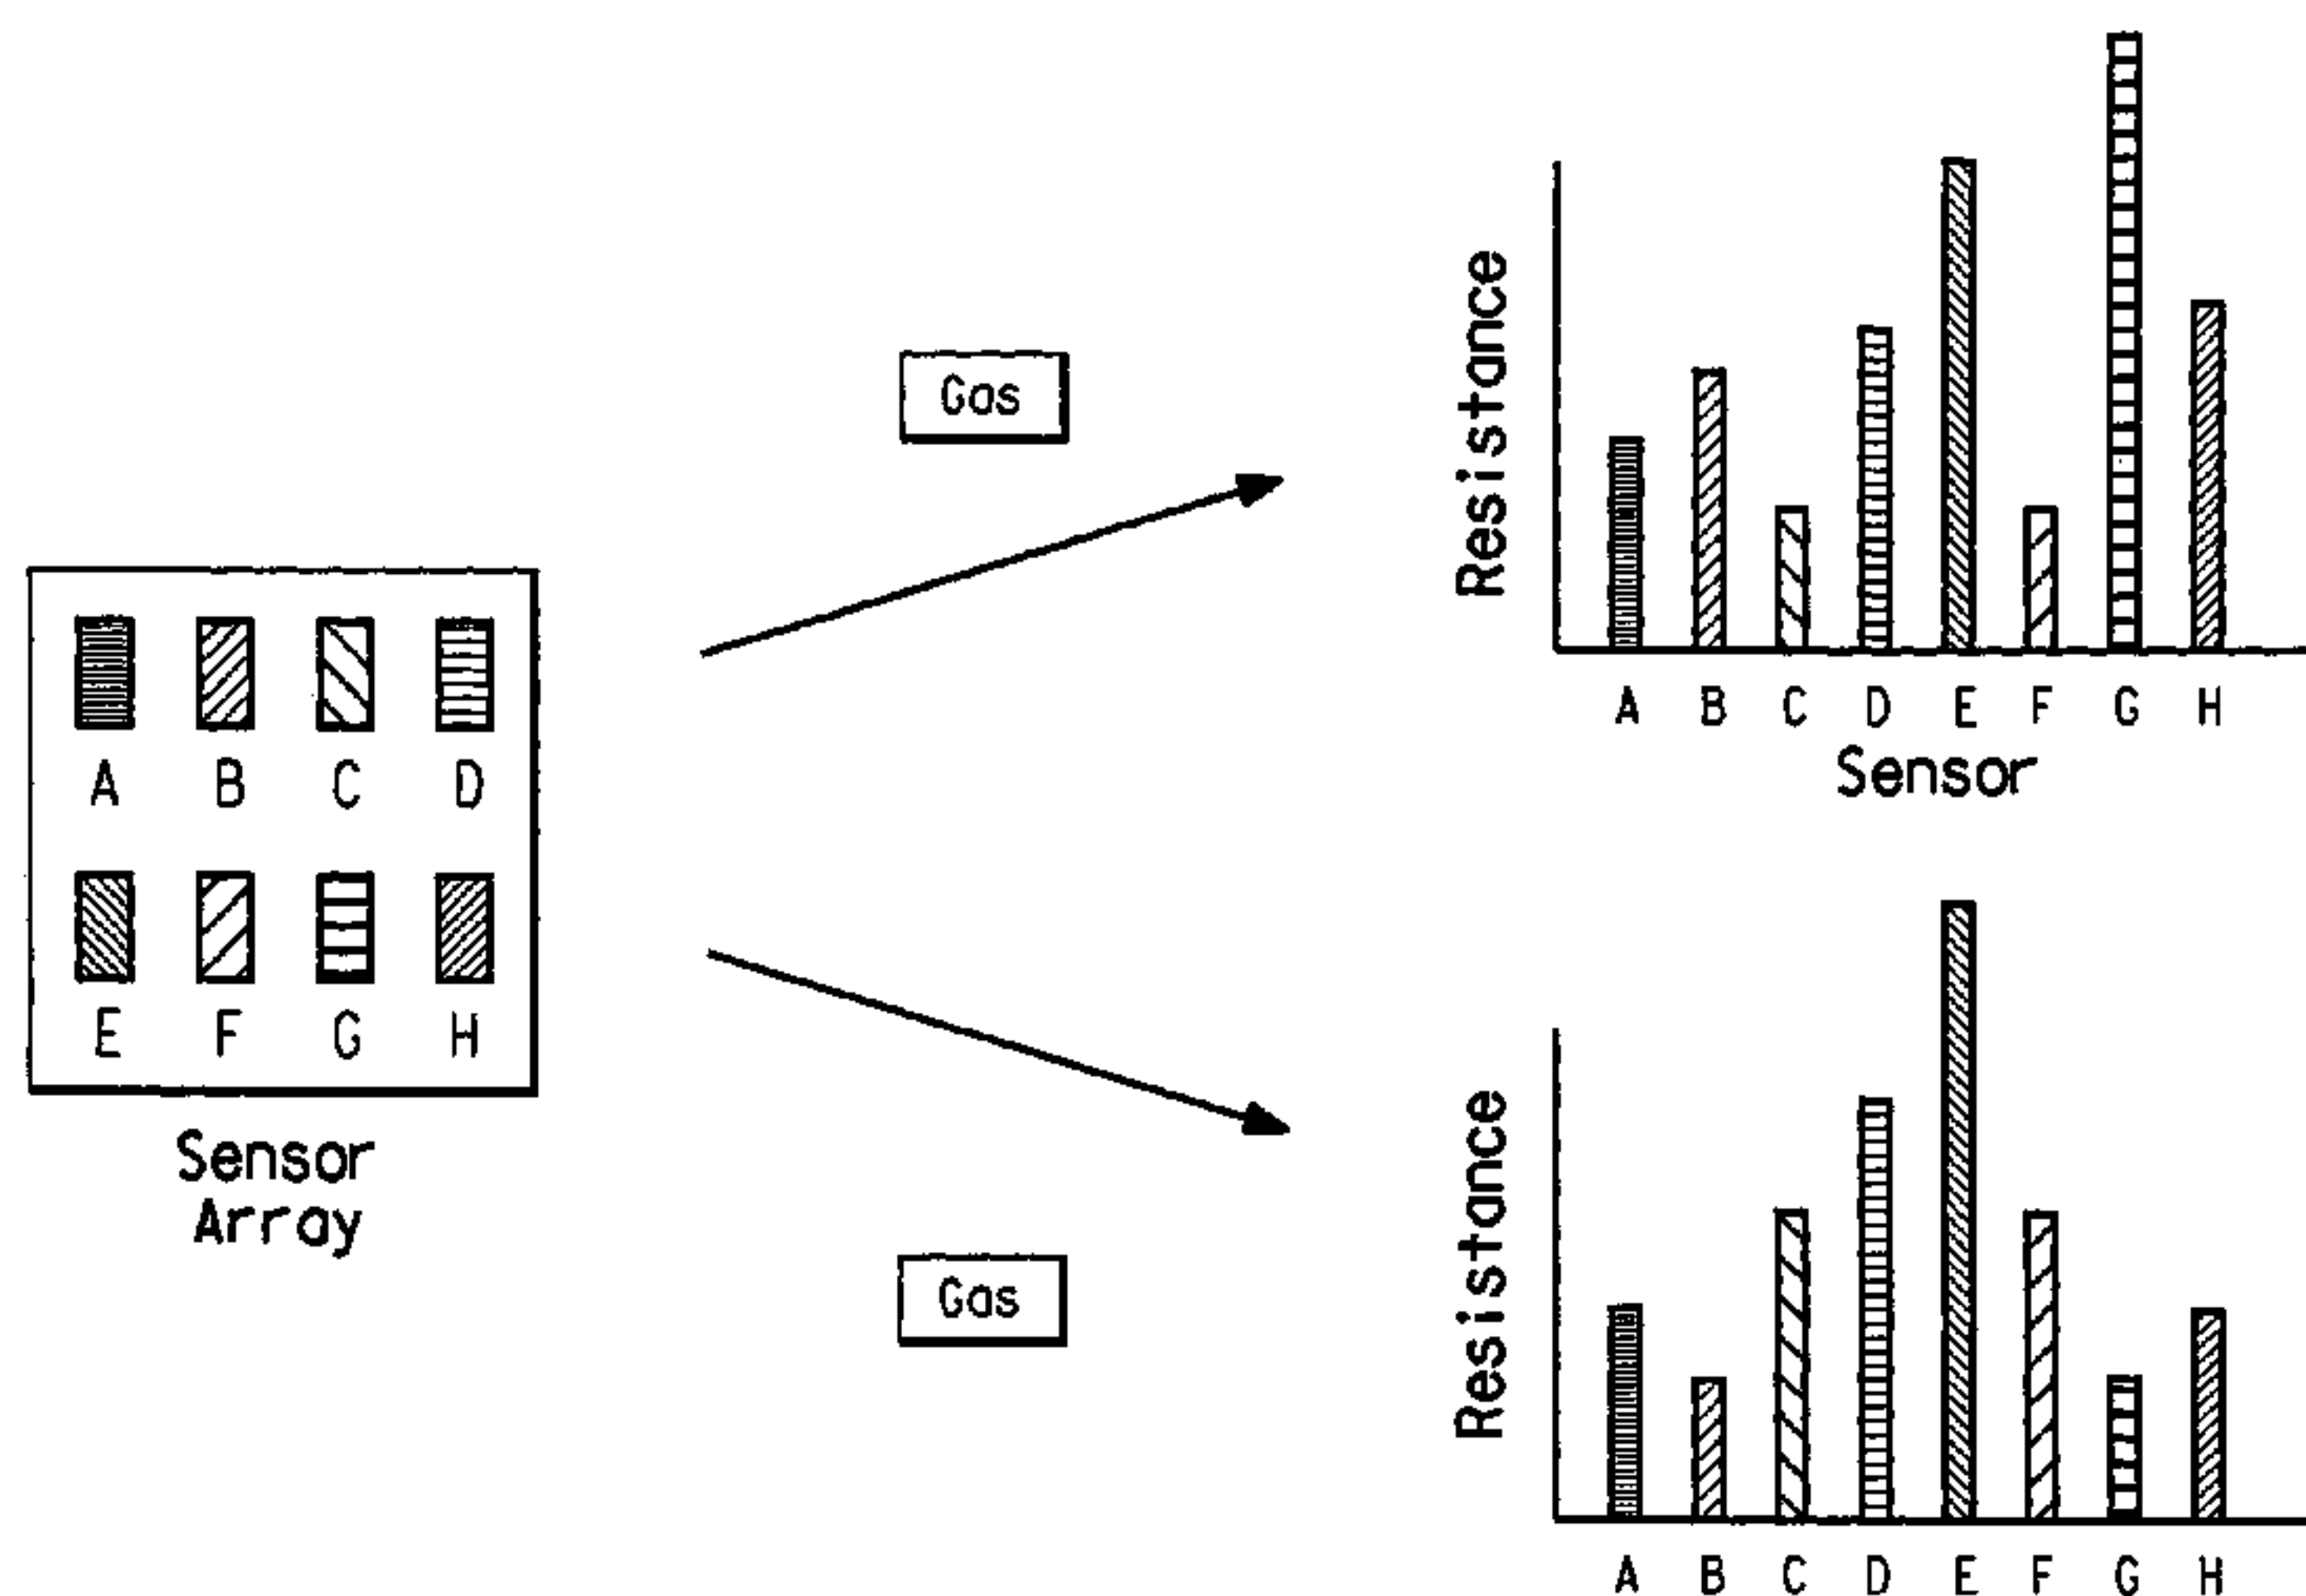 Gas
A B C D
E F G H
Sensor
Array
Gas
Resistance
A B C D E F G H
Sensor
Resistance
A B C D E F G H